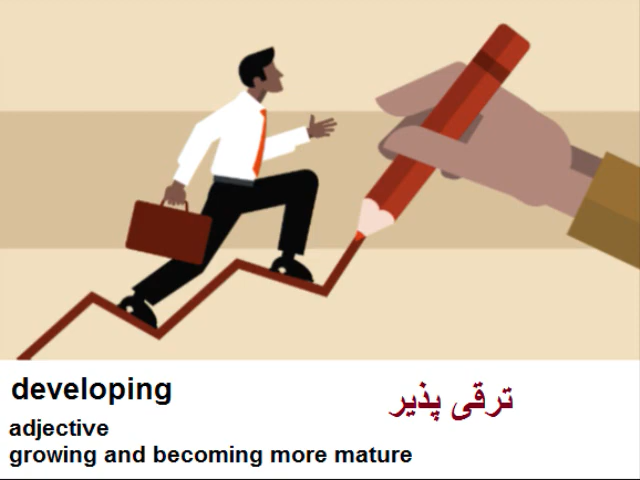 developing
ترقی پذیر
adjective
growing and becoming more mature